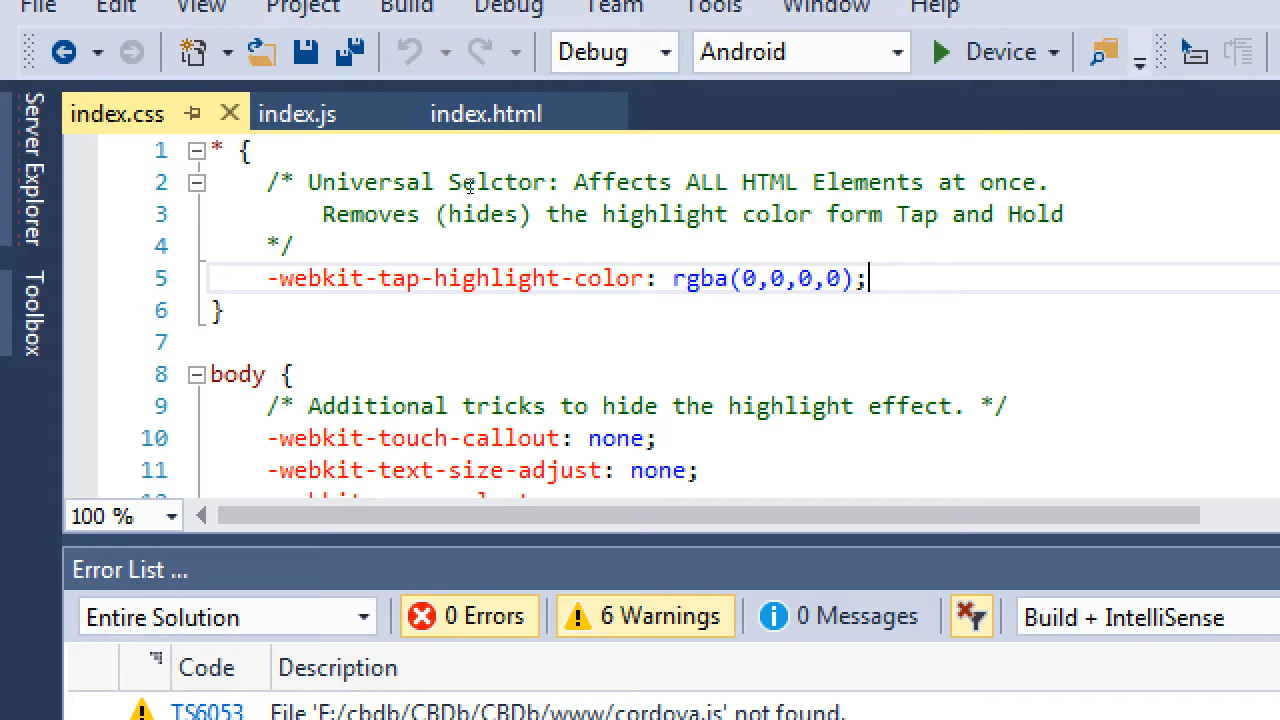 File Edit View Project Build Debug Team Tools Window Help
Debug Android Device
Server Explorer
Toolbox
index.css index.js index.html
1 * {
2 /* Universal Selctor: Affects ALL HTML Elements at once.
3 Removes (hides) the highlight color form Tap and Hold
4 */
5 -webkit-tap-highlight-color: rgba(0,0,0,0);
6 }
7
8 body {
9 /* Additional tricks to hide the highlight effect. */
10 -webkit-touch-callout: none;
11 -webkit-text-size-adjust: none;
100 %
Error List ...
Entire Solution 0 Errors 6 Warnings 0 Messages Build + IntelliSense
Code Description
TS6053 File 'F:/cbdb/CBDb/CBDb/www/cordova.js' not found.